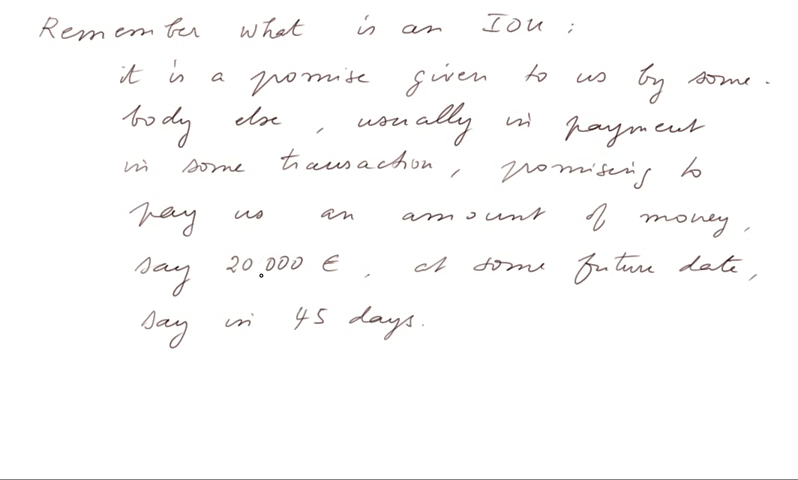 Remember what is an IOU :
it is a promise given to us by some-
body else, usually in payment
in some transaction, promising to
pay us an amount of money,
say 20.000 €, at some future date,
say in 45 days.